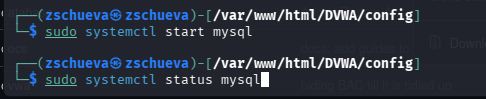 ┌──(zschueva㉿zschueva)-[/var/www/html/DVWA/config]
└─$ sudo systemctl start mysql
┌──(zschueva㉿zschueva)-[/var/www/html/DVWA/config]
└─$ sudo systemctl status mysql